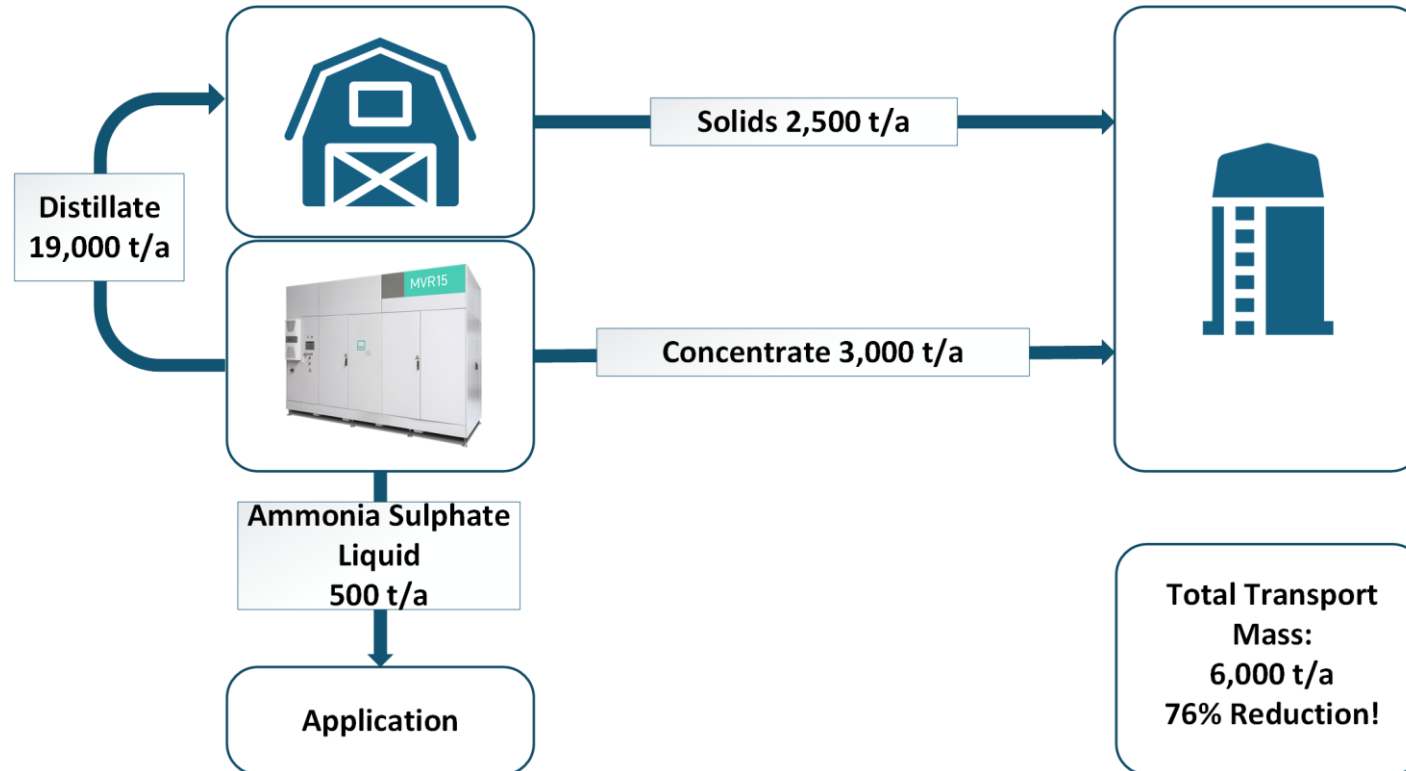 Solids 2,500 t/a
Distillate
19,000 t/a
MVR15
Concentrate 3,000 t/a
Ammonia Sulphate
Liquid
500 t/a
Application
Total Transport
Mass:
6,000 t/a
76% Reduction!